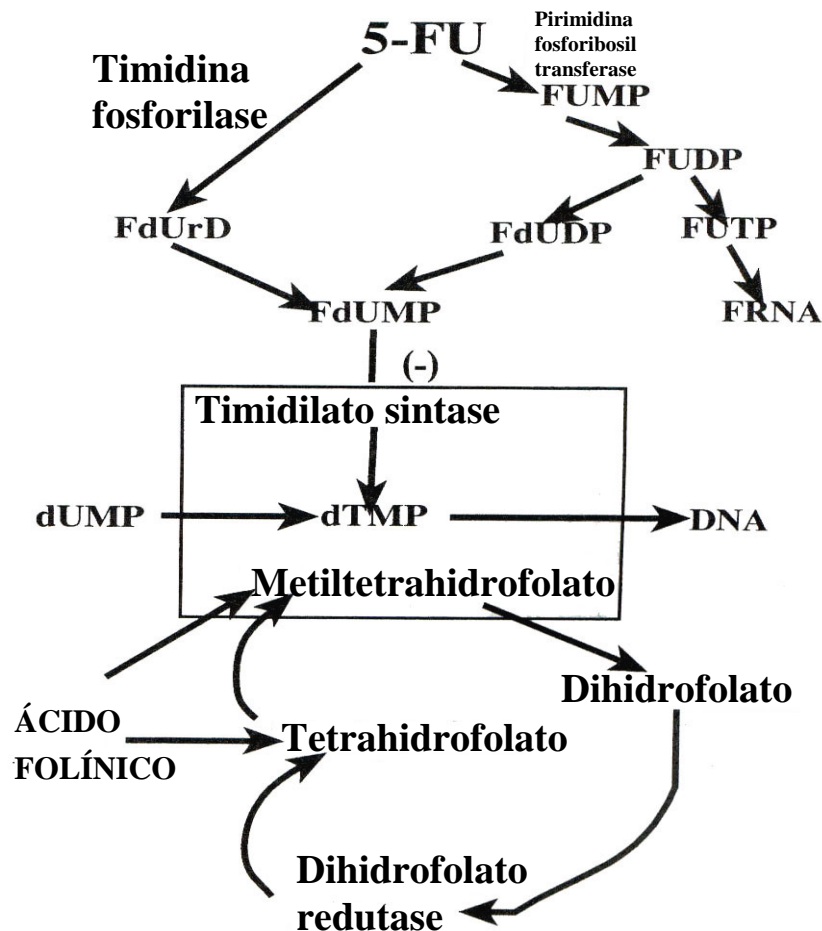 5-FU
Pirimidina
fosforibosil
transferase
Timidina
fosforilase
FUMP
FUDP
FdUrD
FdUDP
FUTP
FdUMP
FRNA
(-)
Timidilato sintase
dUMP
dTMP
DNA
Metiltetrahidrofolato
Dihidrofolato
ÁCIDO
FOLÍNICO
Tetrahidrofolato
Dihidrofolato
redutase